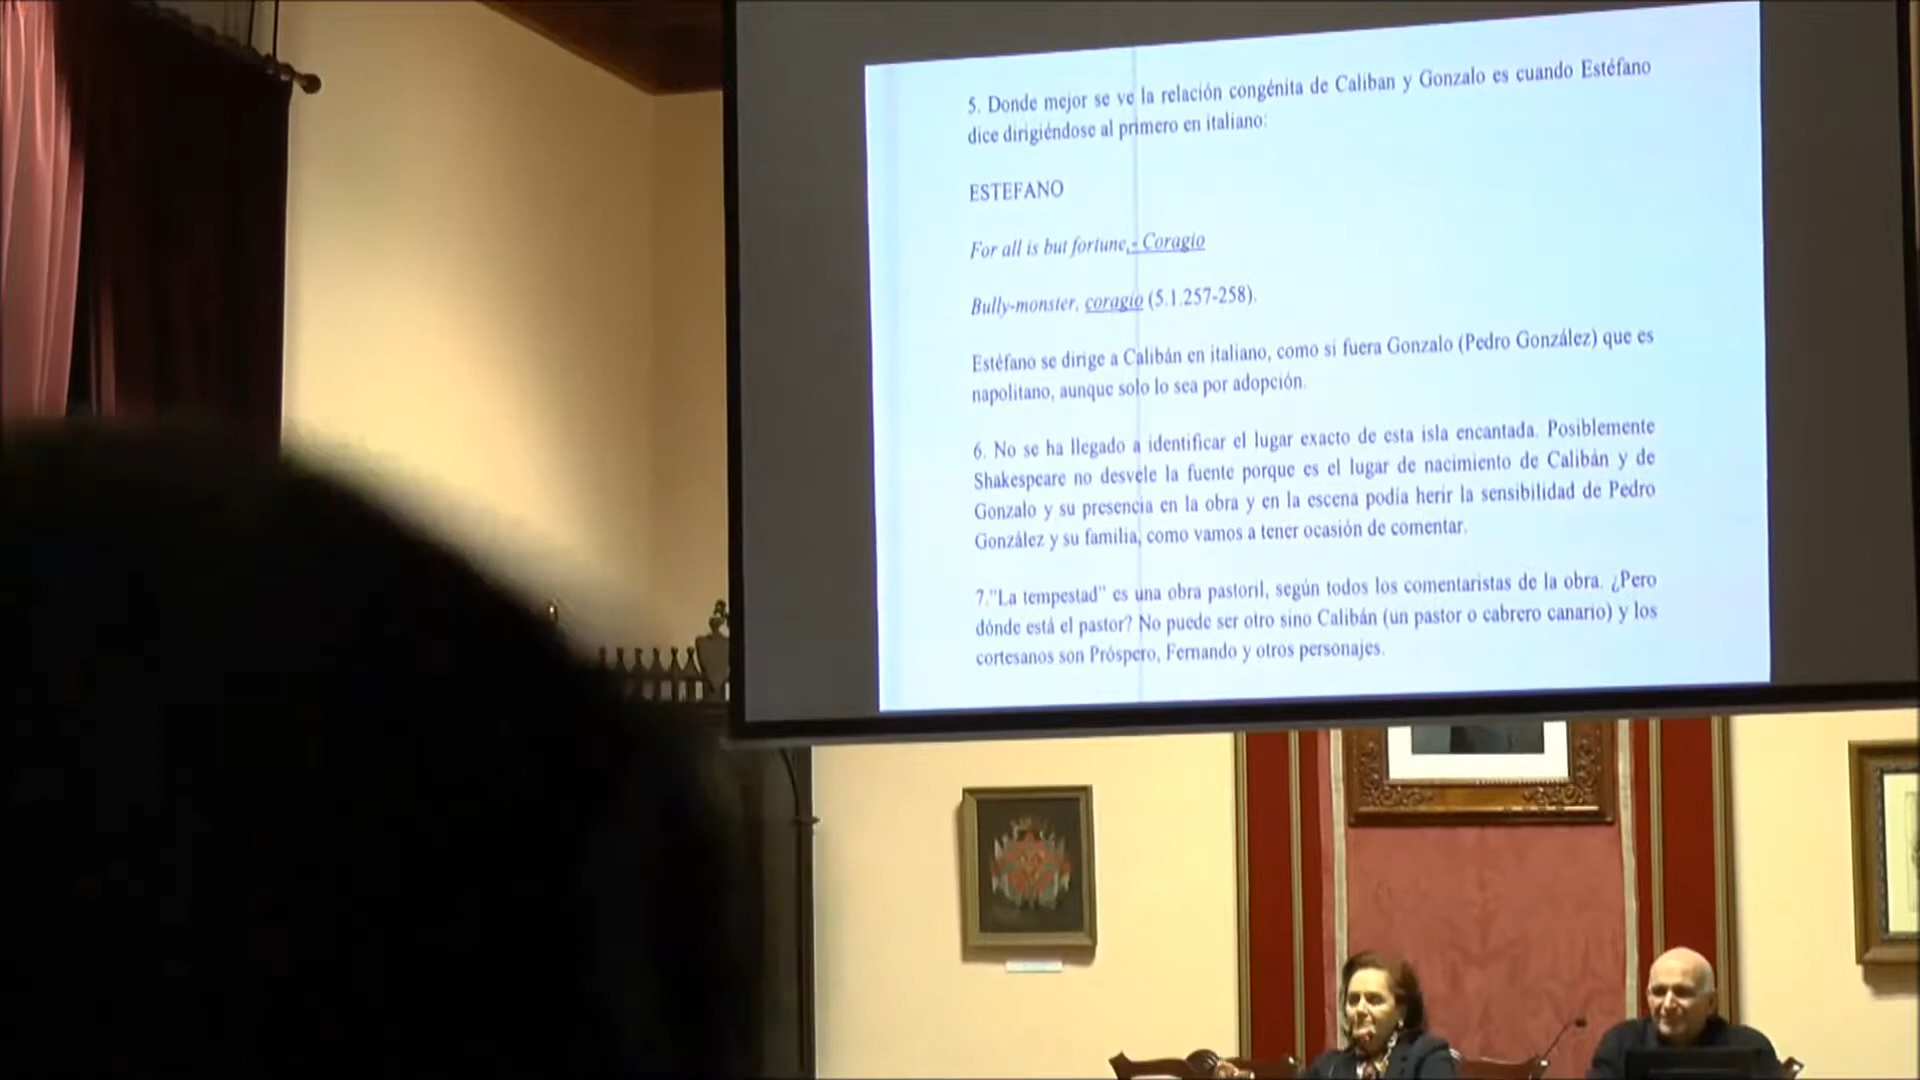 5. Donde mejor se ve la relación congénita de Caliban y Gonzalo es cuando Estéfano
dice dirigiéndose al primero en italiano:
ESTEFANO
For all is but fortune,- Coragio
Bully-monster, coragio (5.1.257-258).
Estéfano se dirige a Calibán en italiano, como si fuera Gonzalo (Pedro González) que es
napolitano, aunque solo lo sea por adopción.
6. No se ha llegado a identificar el lugar exacto de esta isla encantada. Posiblemente
Shakespeare no desvele la fuente porque es el lugar de nacimiento de Calibán y de
Gonzalo y su presencia en la obra y en la escena podía herir la sensibilidad de Pedro
González y su familia, como vamos a tener ocasión de comentar.
7."La tempestad" es una obra pastoril, según todos los comentaristas de la obra. ¿Pero
dónde está el pastor? No puede ser otro sino Calibán (un pastor o cabrero canario) y los
cortesanos son Próspero, Fernando y otros personajes.